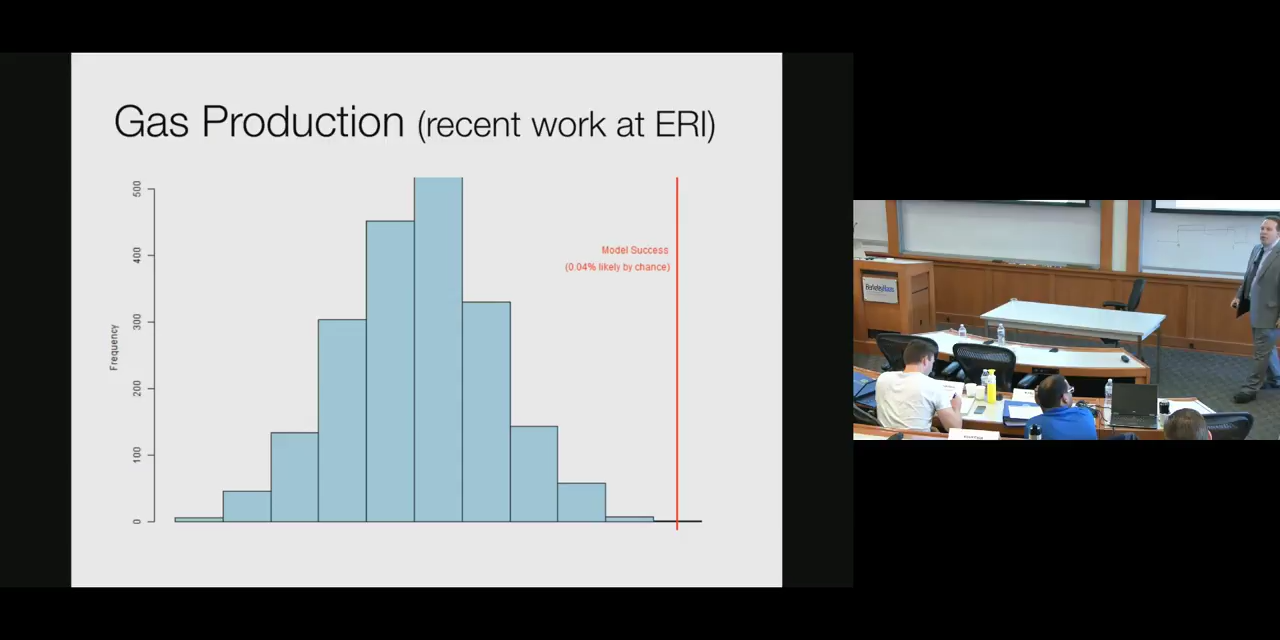 Gas Production (recent work at ERI)
500
400
300
200
100
0
Frequency
Model Success
(0.04% likely by chance)
BerkeleyHaas